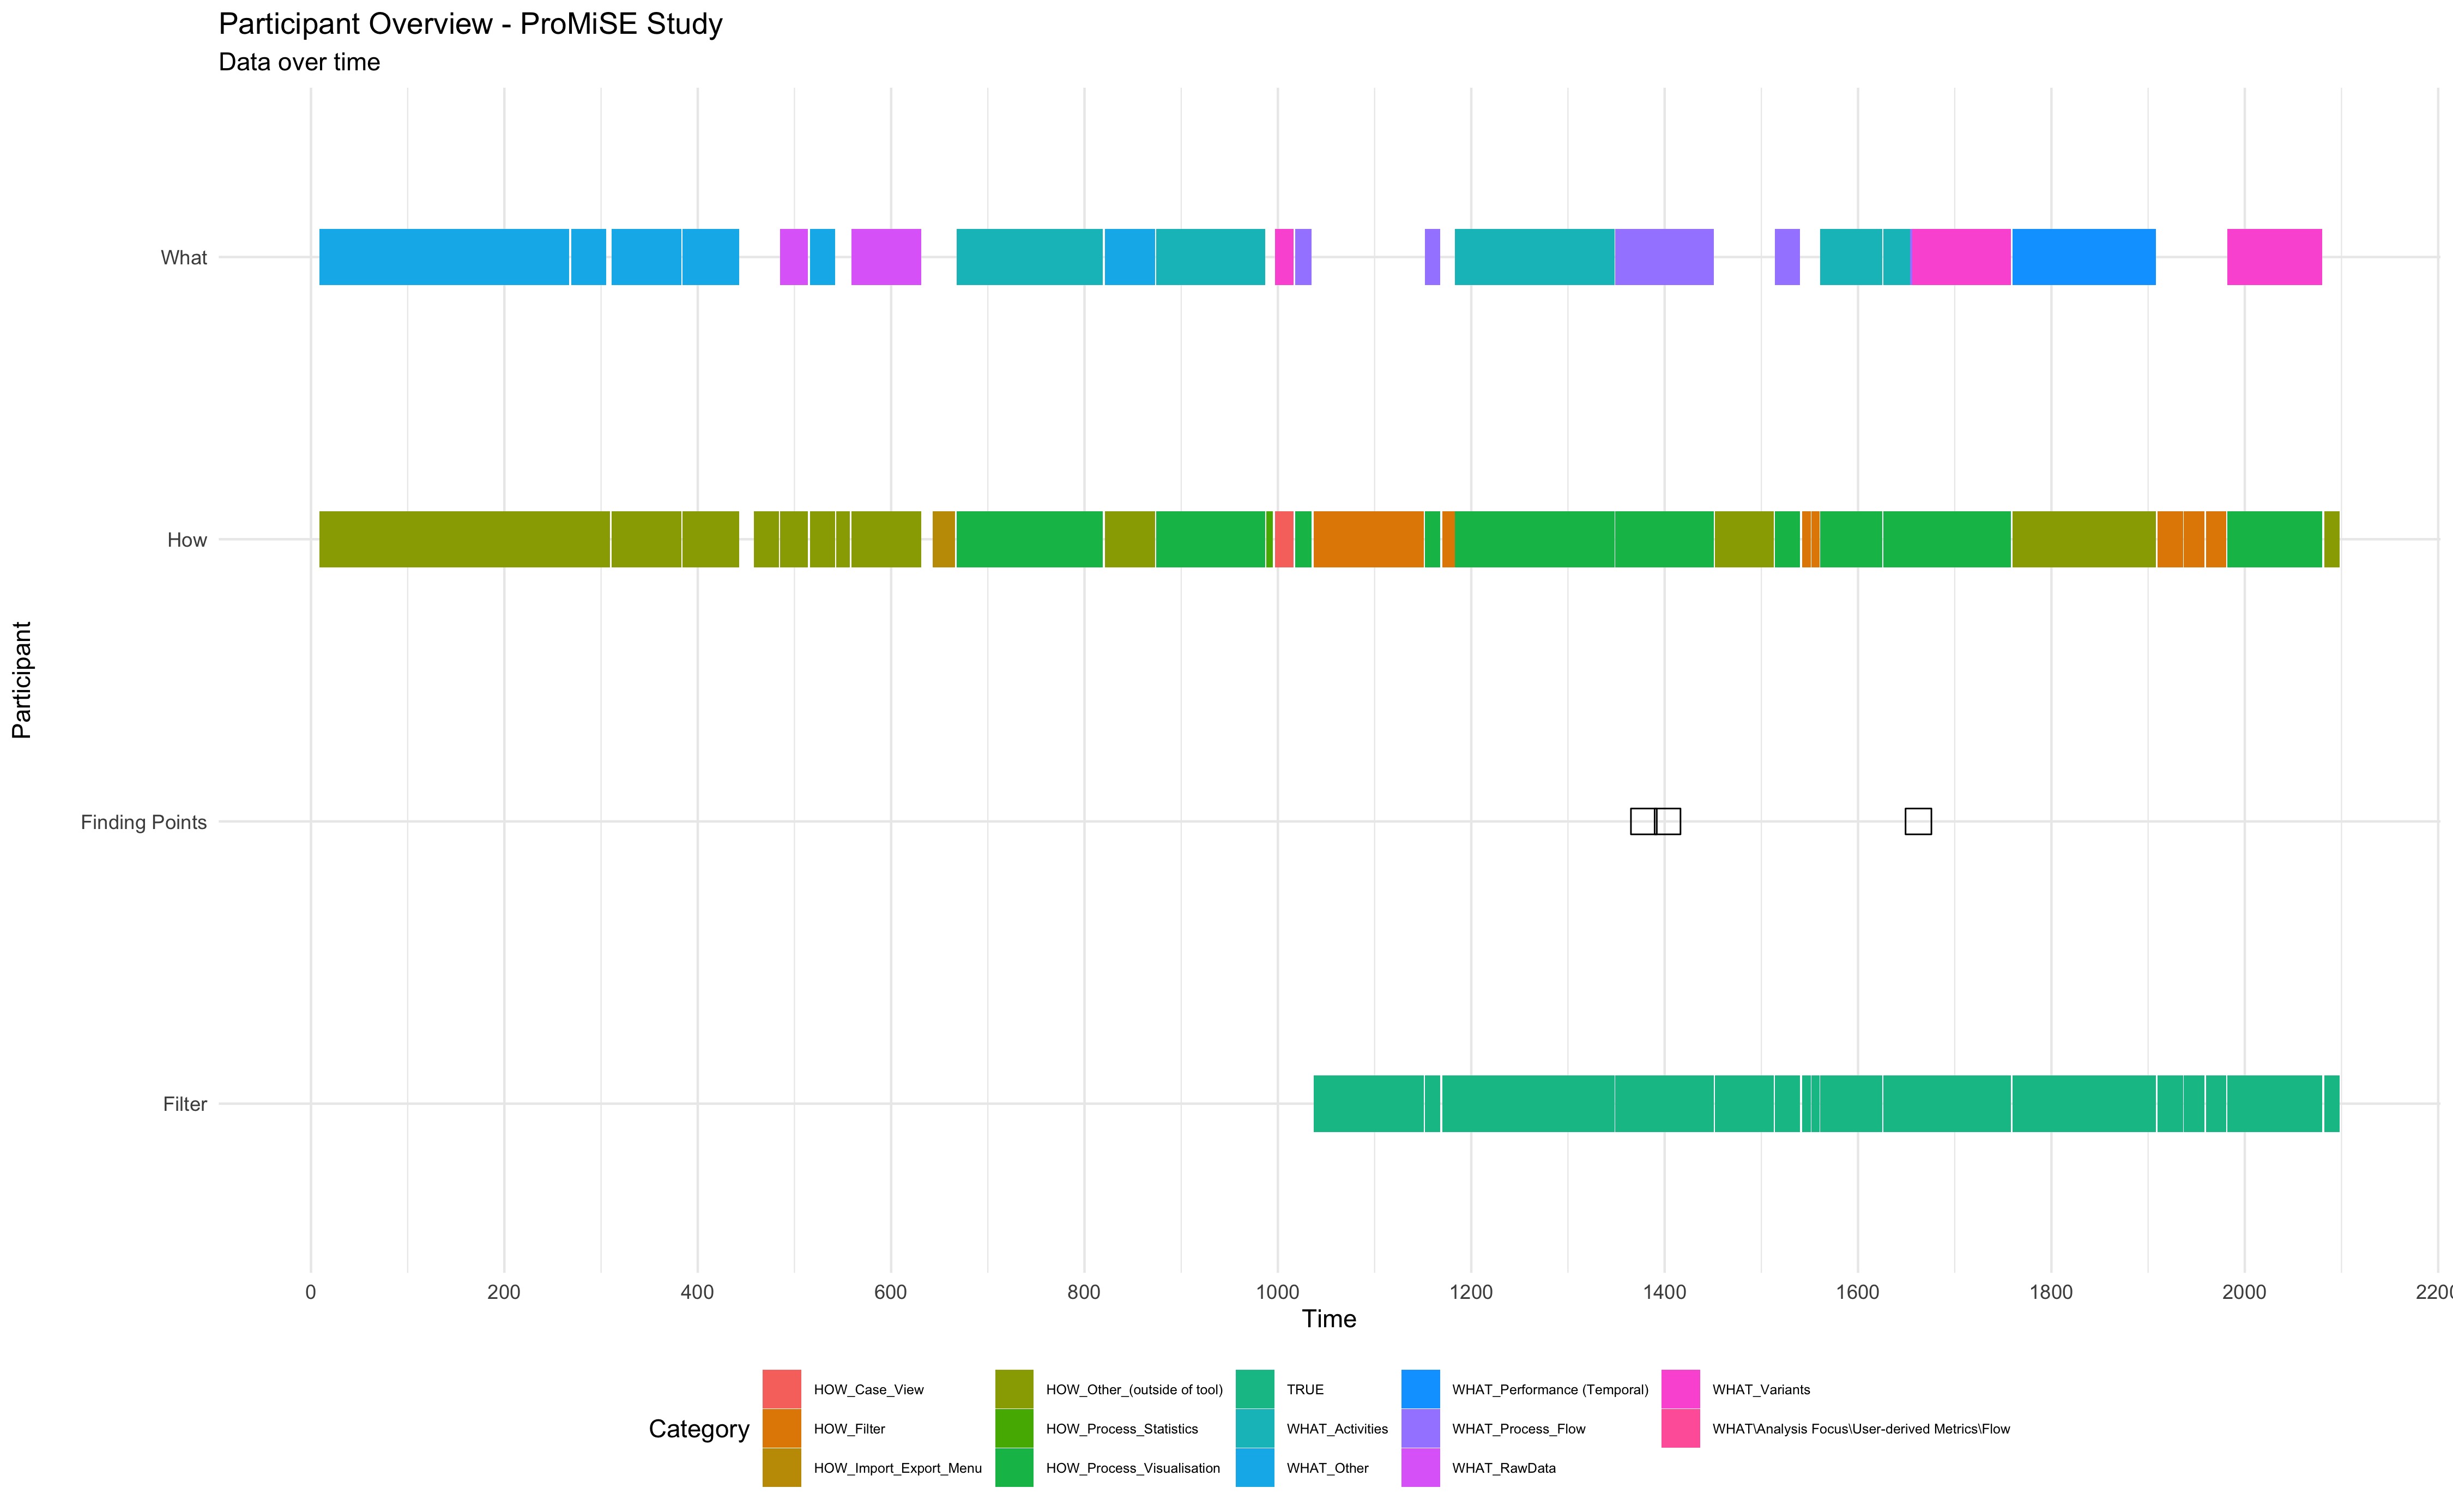 Participant Overview - ProMiSE Study
Data over time
Participant
What
How
Finding Points
Filter
0 200 400 600 800 1000 1200 1400 1600 1800 2000 2200
Time
Category
HOW_Case_View
HOW_Filter
HOW_Import_Export_Menu
HOW_Other_(outside of tool)
HOW_Process_Statistics
HOW_Process_Visualisation
TRUE
WHAT_Activities
WHAT_Other
WHAT_Performance (Temporal)
WHAT_Process_Flow
WHAT_RawData
WHAT_Variants
WHAT\Analysis Focus\User-derived Metrics\Flow